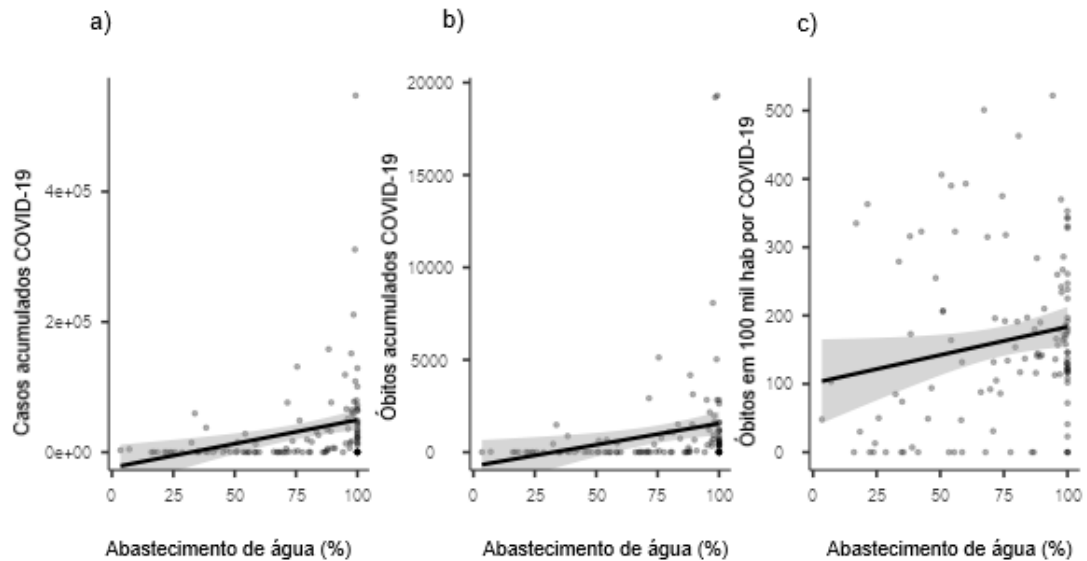 a)
b)
c)
Casos acumulados COVID-19
4e+05
2e+05
0e+00
0 25 50 75 100
Abastecimento de água (%)
Óbitos acumulados COVID-19
20000
15000
10000
5000
0
0 25 50 75 100
Abastecimento de água (%)
Óbitos em 100 mil hab por COVID-19
500
400
300
200
100
0
0 25 50 75 100
Abastecimento de água (%)